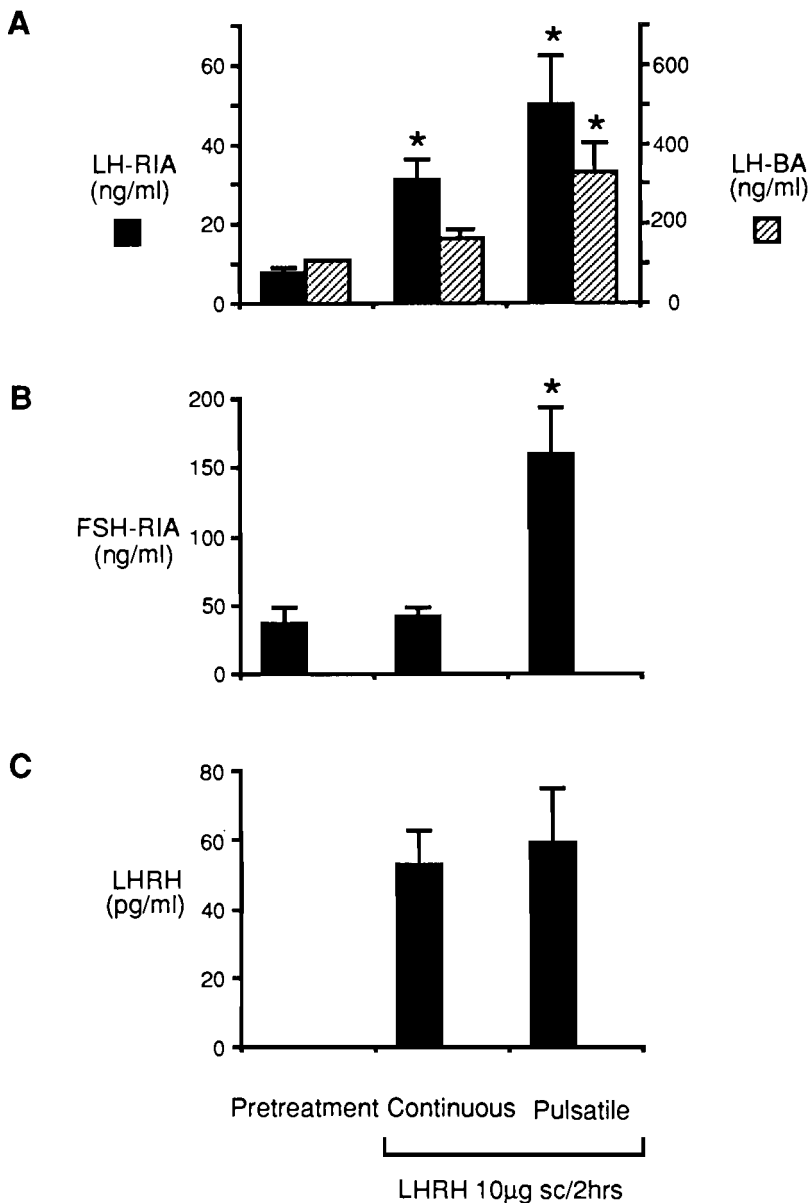 A
*
*
*
60
40
20
0
LH-RIA
(ng/ml)
600
400
200
0
LH-BA
(ng/ml)
B
*
200
150
100
50
0
FSH-RIA
(ng/ml)
C
80
60
40
20
0
LHRH
(pg/ml)
Pretreatment Continuous Pulsatile
LHRH 10μg sc/2hrs